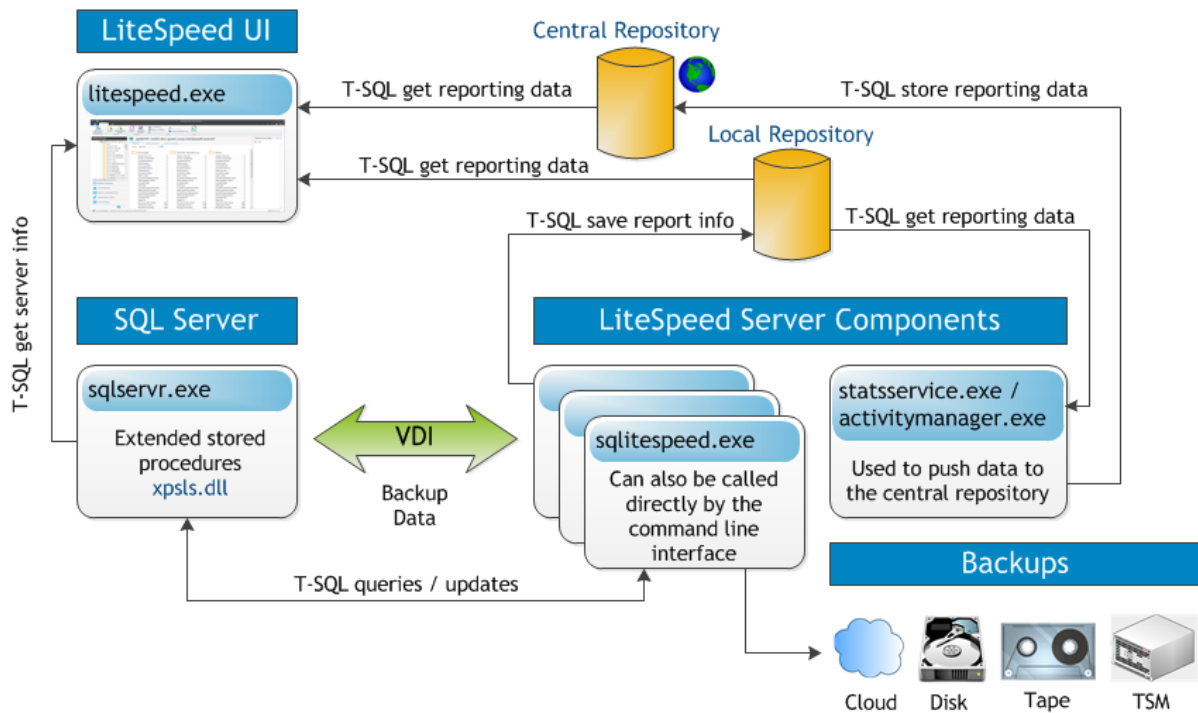 LiteSpeed UI
litespeed.exe
Central Repository
T-SQL get reporting data
T-SQL store reporting data
Local Repository
T-SQL get reporting data
T-SQL save report info
T-SQL get reporting data
T-SQL get server info
SQL Server
sqlservr.exe
Extended stored
procedures
xpsls.dll
VDI
Backup
Data
T-SQL queries / updates
LiteSpeed Server Components
sqlitespeed.exe
Can also be called
directly by the
command line
interface
statsservice.exe /
activitymanager.exe
Used to push data to
the central repository
Backups
Cloud
Disk
Tape
TSM